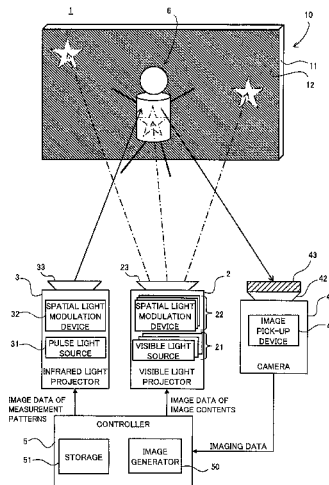 1
6
10
11
12
33
3
SPATIAL LIGHT
MODULATION
DEVICE
32
PULSE LIGHT
SOURCE
31
INFRARED LIGHT
PROJECTOR
23
2
SPATIAL LIGHT
MODULATION
DEVICE
22
VISIBLE LIGHT
SOURCE
21
VISIBLE LIGHT
PROJECTOR
43
42
4
IMAGE
PICK-UP
DEVICE
CAMERA
IMAGE DATA OF
MEASUREMENT
PATTERNS
IMAGE DATA OF
IMAGE CONTENTS
IMAGING DATA
5
CONTROLLER
STORAGE
51
IMAGE
GENERATOR
50